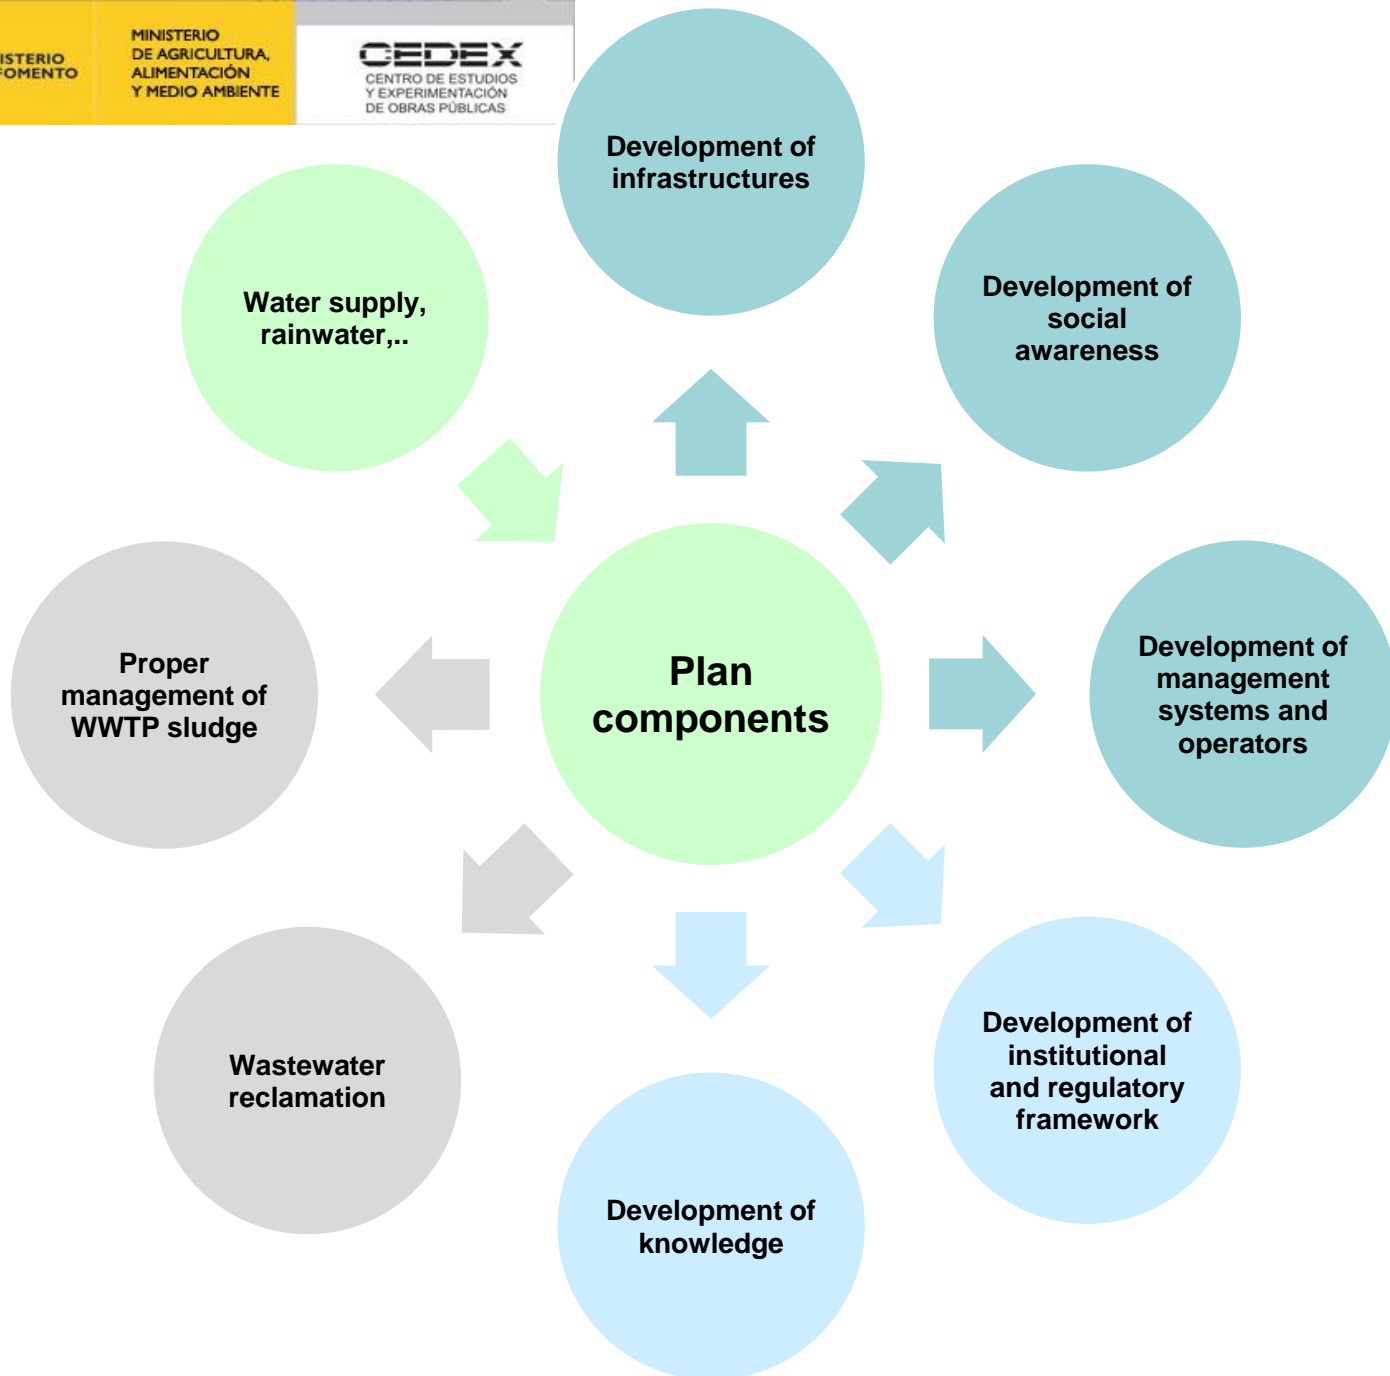 MINISTERIO
DE AGRICULTURA,
ALIMENTACIÓN
Y MEDIO AMBIENTE
CEDEX
CENTRO DE ESTUDIOS
Y EXPERIMENTACIÓN
DE OBRAS PÚBLICAS
Development of
infrastructures
Development of
social
awareness
Development of
management
systems and
operators
Development of
institutional
and regulatory
framework
Development of
knowledge
Wastewater
reclamation
Proper
management of
WWTP sludge
Water supply,
rainwater,..
Plan
components